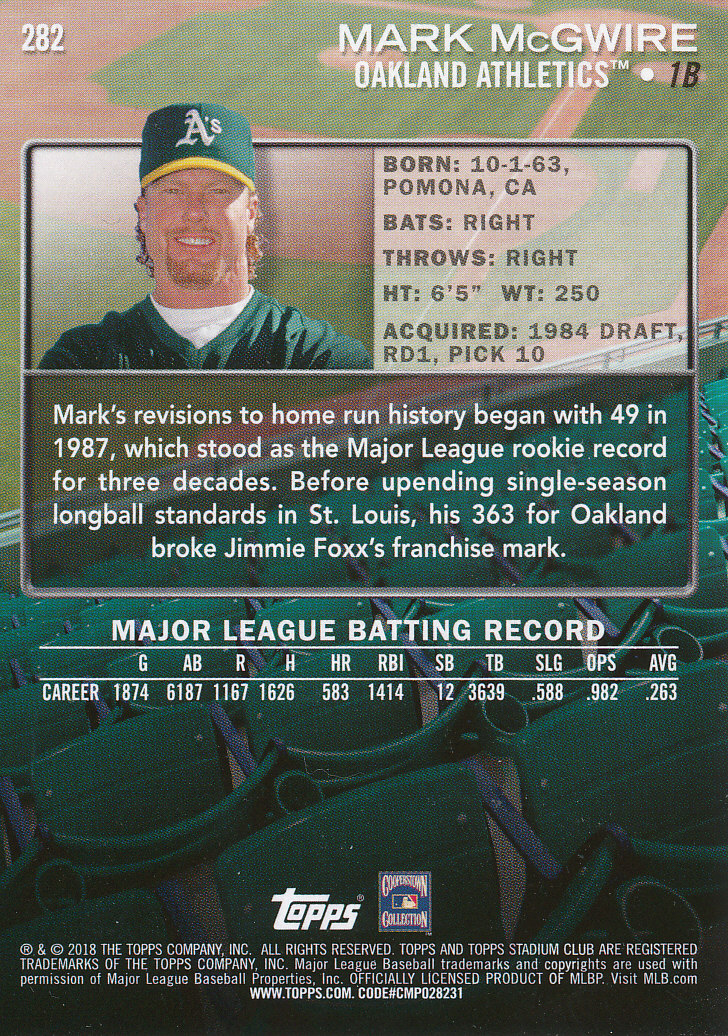 282
MARK McGWIRE
OAKLAND ATHLETICS™ • 1B
A's
BORN: 10-1-63,
POMONA, CA
BATS: RIGHT
THROWS: RIGHT
HT: 6'5" WT: 250
ACQUIRED: 1984 DRAFT,
RD1, PICK 10
Mark's revisions to home run history began with 49 in
1987, which stood as the Major League rookie record
for three decades. Before upending single-season
longball standards in St. Louis, his 363 for Oakland
broke Jimmie Foxx's franchise mark.
MAJOR LEAGUE BATTING RECORD
G AB R H HR RBI SB TB SLG OPS AVG
CAREER 1874 6187 1167 1626 583 1414 12 3639 .588 .982 .263
topps®
COOPERSTOWN
COLLECTION
® & © 2018 THE TOPPS COMPANY, INC. ALL RIGHTS RESERVED. TOPPS AND TOPPS STADIUM CLUB ARE REGISTERED
TRADEMARKS OF THE TOPPS COMPANY, INC. Major League Baseball trademarks and copyrights are used with
permission of Major League Baseball Properties, Inc. OFFICIALLY LICENSED PRODUCT OF MLBP. Visit MLB.com
WWW.TOPPS.COM. CODE#CMP028231